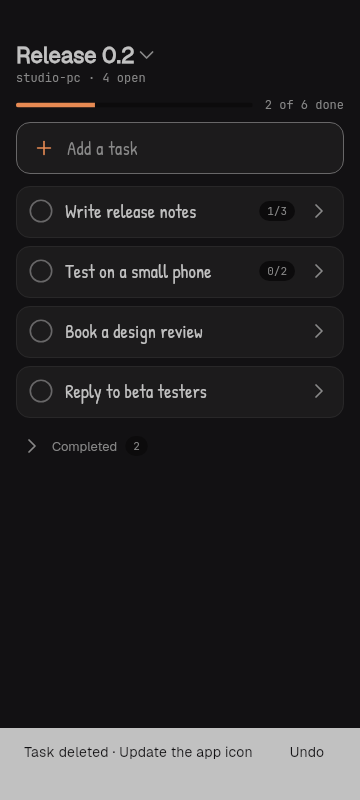 Release 0.2
studio-pc · 4 open
2 of 6 done
Add a task
Write release notes 1/3
Test on a small phone 0/2
Book a design review
Reply to beta testers
Completed 2
Task deleted · Update the app icon Undo